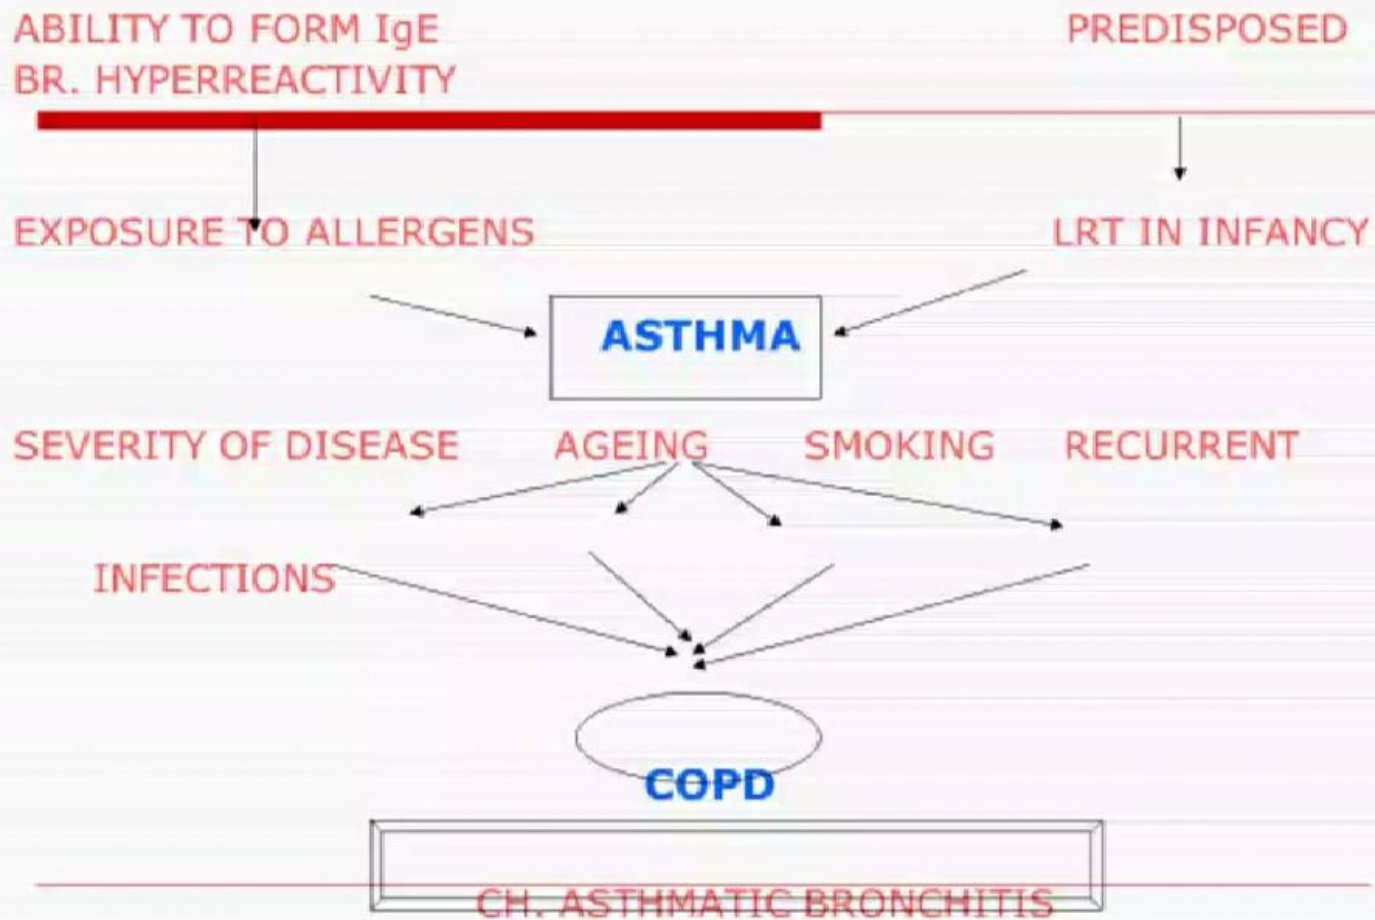 ABILITY TO FORM IgE PREDISPOSED
BR. HYPERREACTIVITY
EXPOSURE TO ALLERGENS LRT IN INFANCY
ASTHMA
SEVERITY OF DISEASE AGEING SMOKING RECURRENT
INFECTIONS
COPD
CH. ASTHMATIC BRONCHITIS